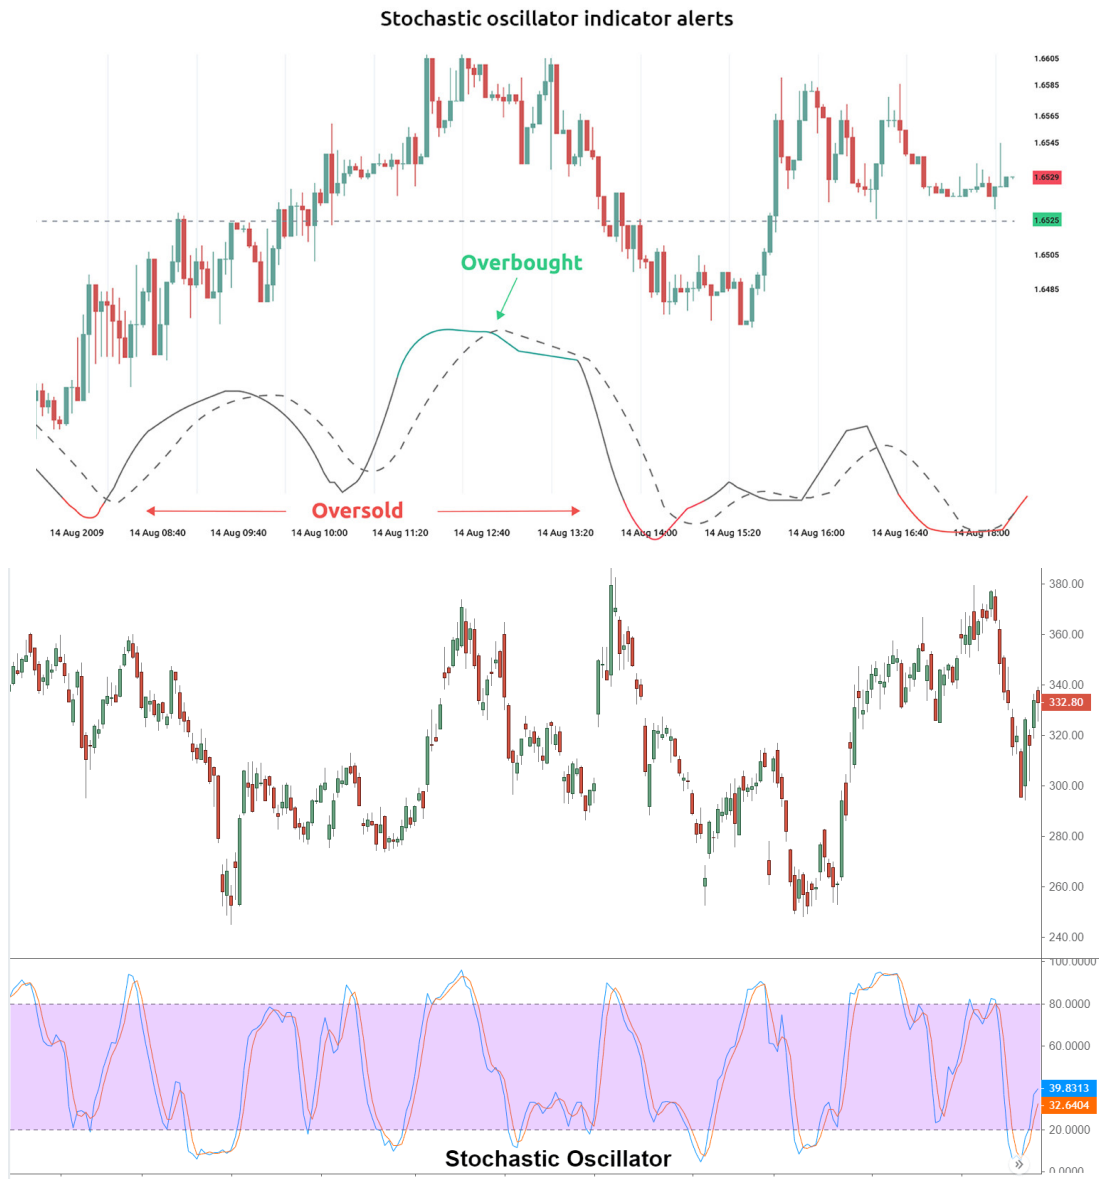 Stochastic oscillator indicator alerts
1.6605
1.6585
1.6565
1.6545
1.6529
1.6525
1.6505
1.6485
Overbought
Oversold
14 Aug 2009
14 Aug 08:40
14 Aug 09:40
14 Aug 10:00
14 Aug 11:20
14 Aug 12:40
14 Aug 13:20
14 Aug 14:00
14 Aug 15:20
14 Aug 16:00
14 Aug 16:40
14 Aug 18:00
380.00
360.00
340.00
332.80
320.00
300.00
280.00
260.00
240.00
100.0000
80.0000
60.0000
39.8313
32.6404
20.0000
0.0000
Stochastic Oscillator